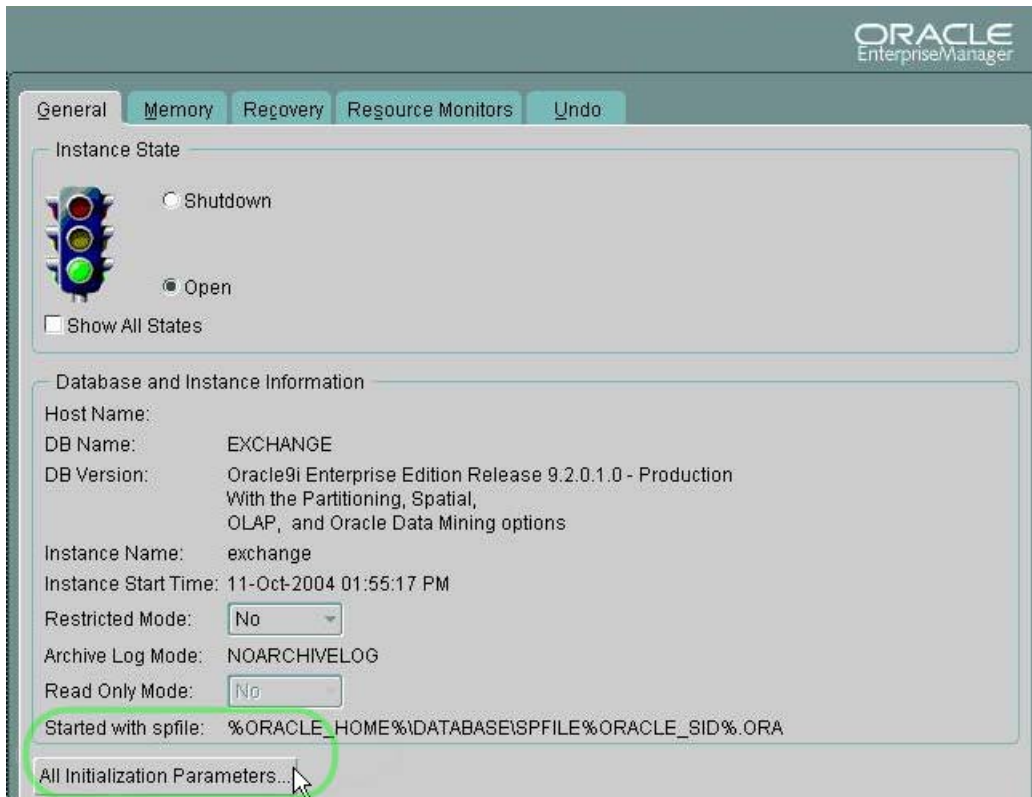 ORACLE
EnterpriseManager
General Memory Recovery Resource Monitors Undo
Instance State
Shutdown
Open
Show All States
Database and Instance Information
Host Name:
DB Name: EXCHANGE
DB Version: Oracle9i Enterprise Edition Release 9.2.0.1.0 - Production
With the Partitioning, Spatial,
OLAP, and Oracle Data Mining options
Instance Name: exchange
Instance Start Time: 11-Oct-2004 01:55:17 PM
Restricted Mode: No
Archive Log Mode: NOARCHIVELOG
Read Only Mode: No
Started with spfile: %ORACLE_HOME%\DATABASE\SPFILE%ORACLE_SID%.ORA
All Initialization Parameters...